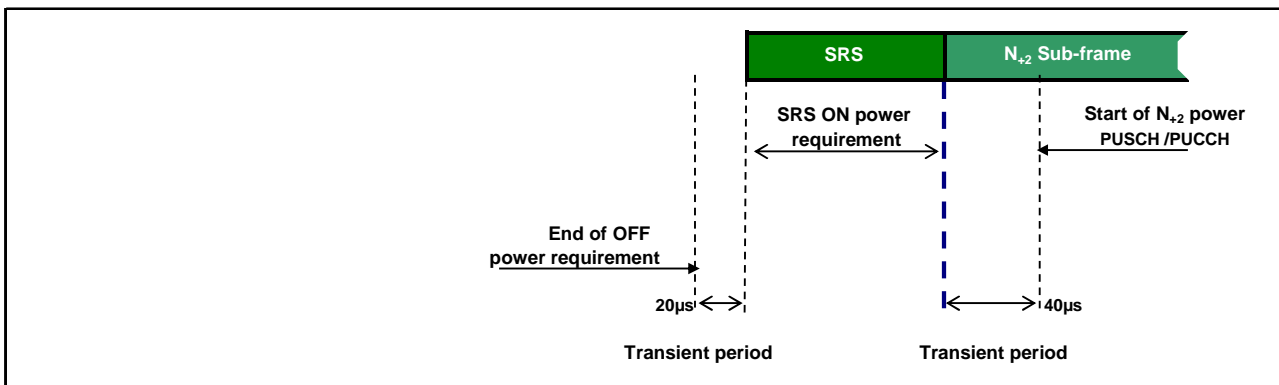 SRS
N+2 Sub-frame
SRS ON power
requirement
Start of N+2 power
PUSCH /PUCCH
End of OFF
power requirement
20µs
40µs
Transient period
Transient period